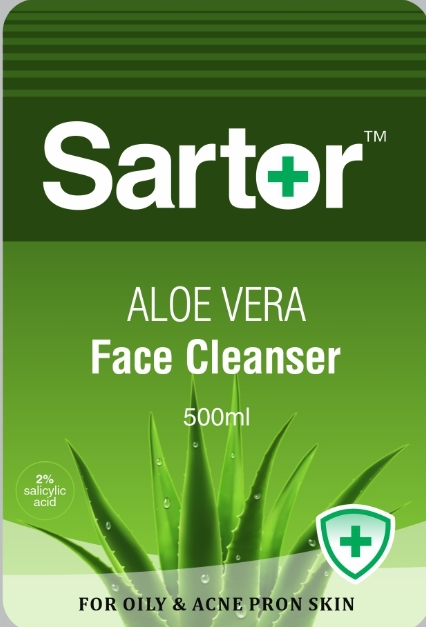 Sartor™
ALOE VERA
Face Cleanser
500ml
2%
salicylic
acid
FOR OILY & ACNE PRON SKIN